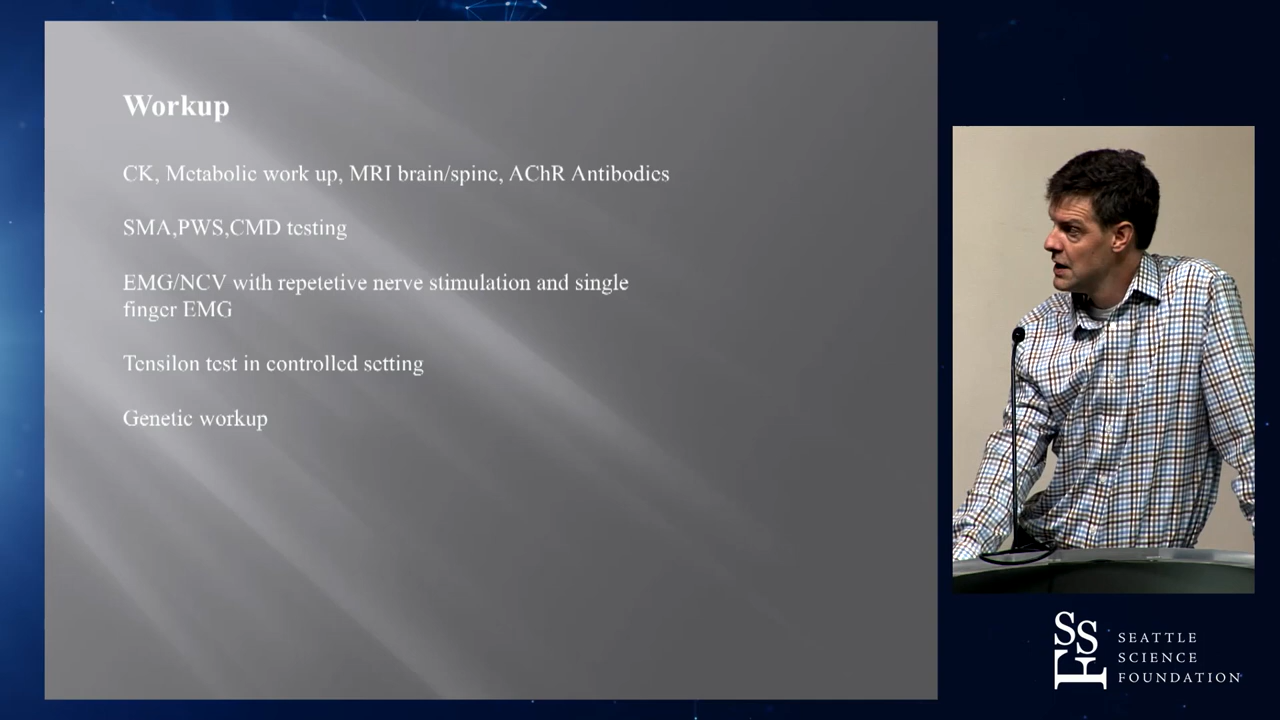 Workup
CK, Metabolic work up, MRI brain/spine, AChR Antibodies
SMA,PWS,CMD testing
EMG/NCV with repetetive nerve stimulation and single
finger EMG
Tensilon test in controlled setting
Genetic workup
SSF
SEATTLE
SCIENCE
FOUNDATION